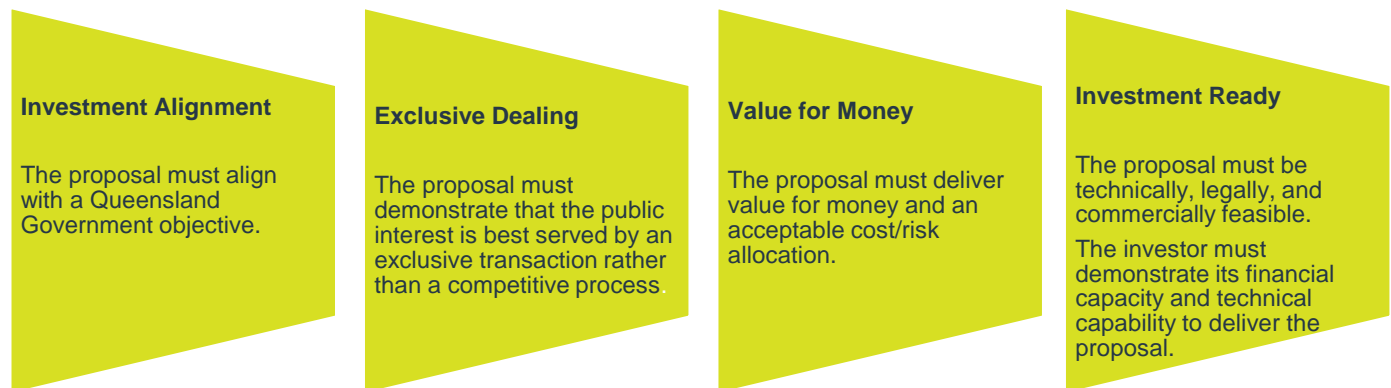 Investment Alignment
The proposal must align
with a Queensland
Government objective.
Exclusive Dealing
The proposal must
demonstrate that the public
interest is best served by an
exclusive transaction rather
than a competitive process.
Value for Money
The proposal must deliver
value for money and an
acceptable cost/risk
allocation.
Investment Ready
The proposal must be
technically, legally, and
commercially feasible.
The investor must
demonstrate its financial
capacity and technical
capability to deliver the
proposal.